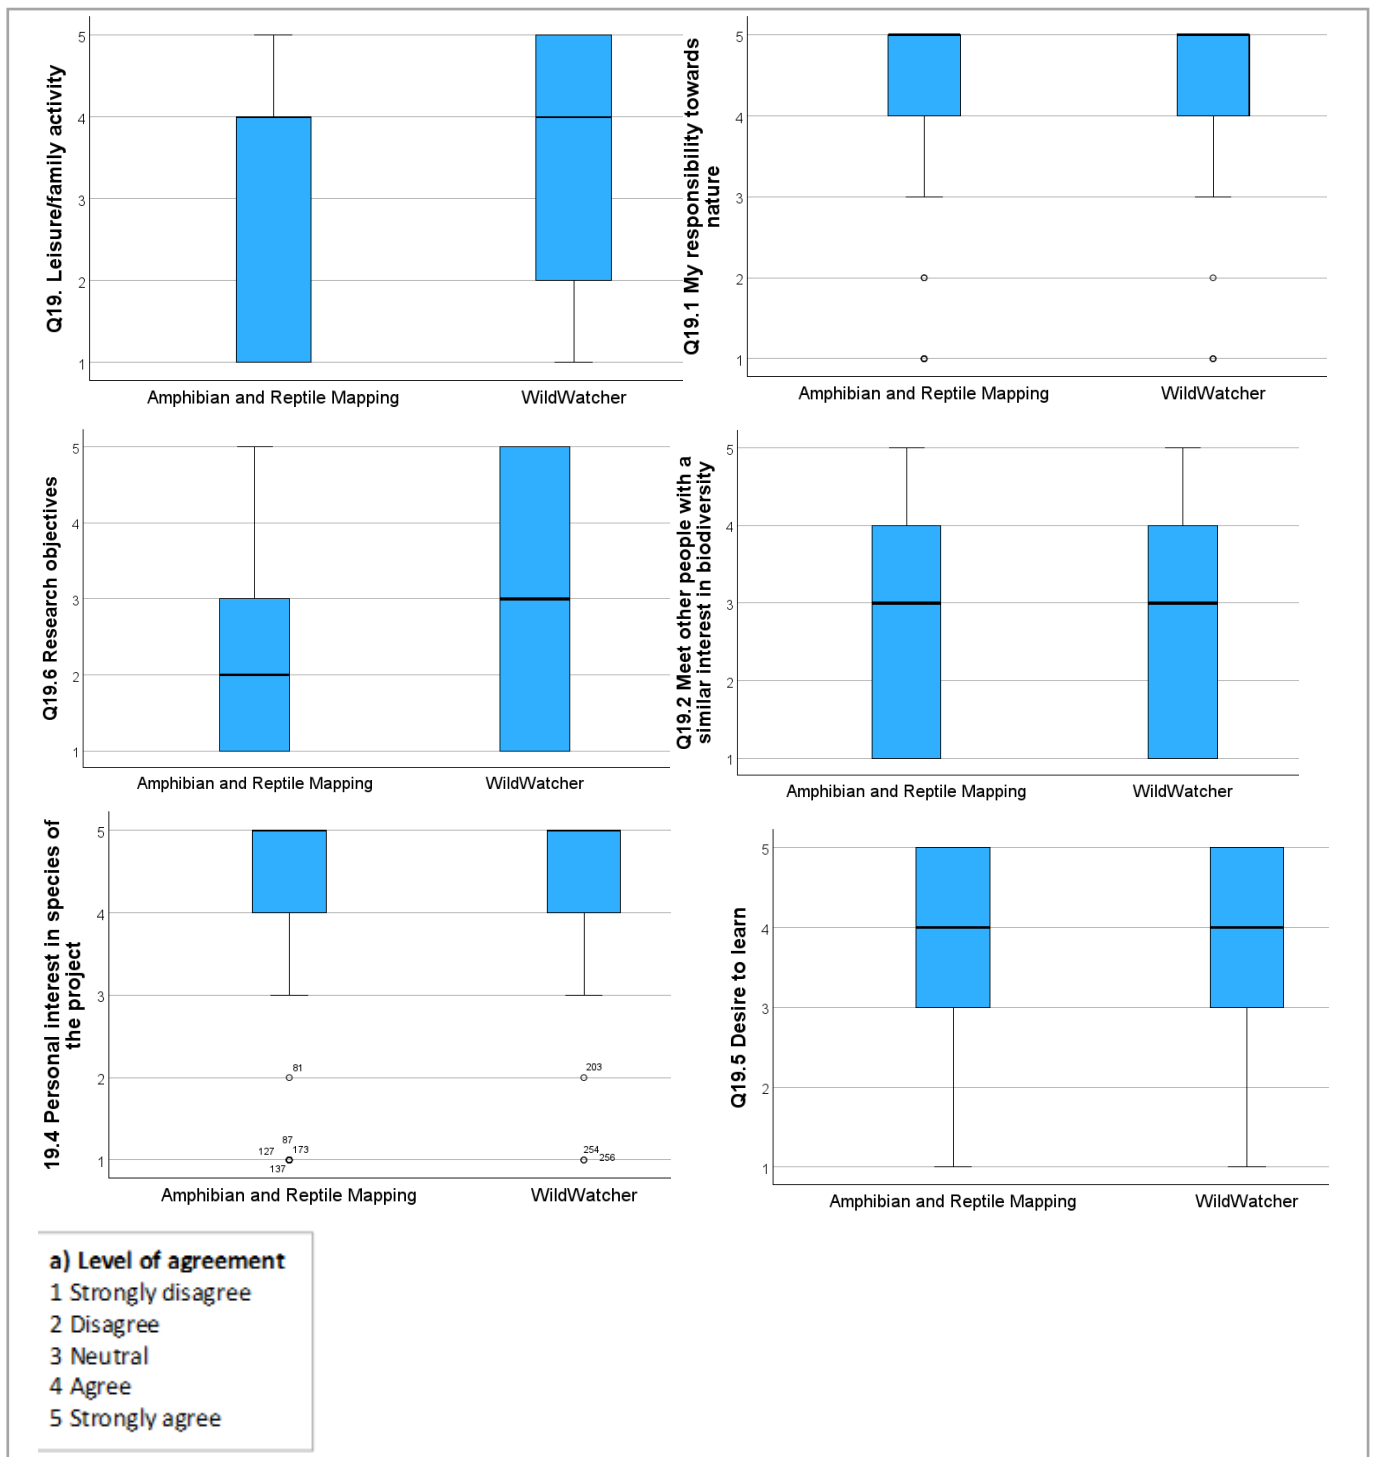 Q19. Leisure/family activity
5
4
3
2
1
Amphibian and Reptile Mapping
WildWatcher
Q19.1 My responsibility towards
nature
5
4
3
2
1
Amphibian and Reptile Mapping
WildWatcher
Q19.6 Research objectives
5
4
3
2
1
Amphibian and Reptile Mapping
WildWatcher
Q19.2 Meet other people with a
similar interest in biodiversity
5
4
3
2
1
Amphibian and Reptile Mapping
WildWatcher
19.4 Personal interest in species of
the project
5
4
3
2
1
81
203
87
127
173
137
254
256
Amphibian and Reptile Mapping
WildWatcher
Q19.5 Desire to learn
5
4
3
2
1
Amphibian and Reptile Mapping
WildWatcher
a) Level of agreement
1 Strongly disagree
2 Disagree
3 Neutral
4 Agree
5 Strongly agree